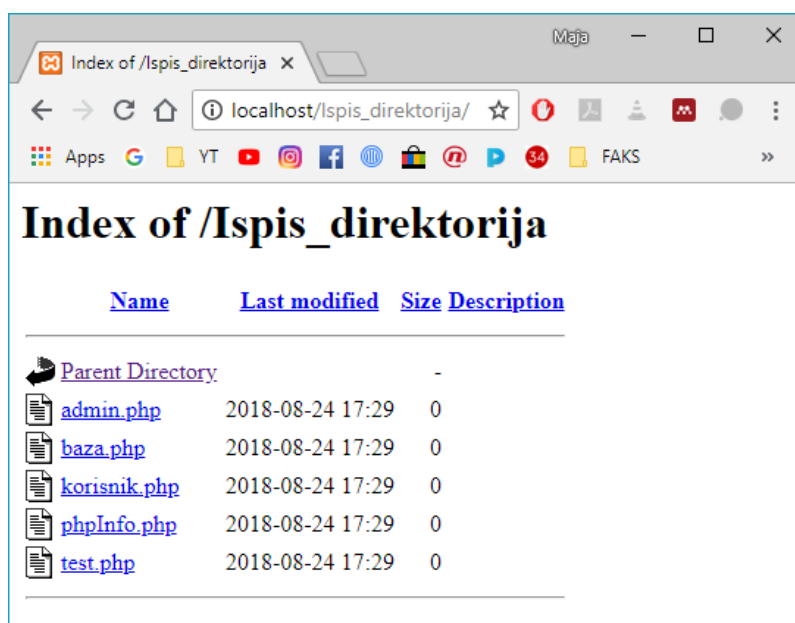 Maja
Index of /Ispis_direktorija
localhost/Ispis_direktorija/
Apps G YT 34 FAKS
Index of /Ispis_direktorija
Name Last modified Size Description
Parent Directory -
admin.php 2018-08-24 17:29 0
baza.php 2018-08-24 17:29 0
korisnik.php 2018-08-24 17:29 0
phpInfo.php 2018-08-24 17:29 0
test.php 2018-08-24 17:29 0